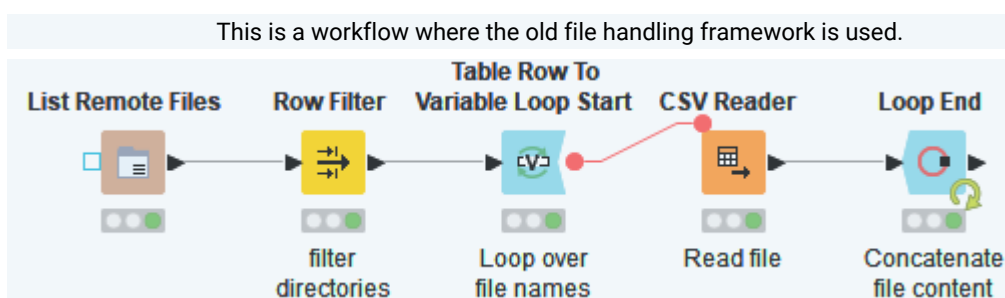 This is a workflow where the old file handling framework is used.
List Remote Files
Row Filter
Table Row To
Variable Loop Start
CSV Reader
Loop End
V
filter
directories
Loop over
file names
Read file
Concatenate
file content